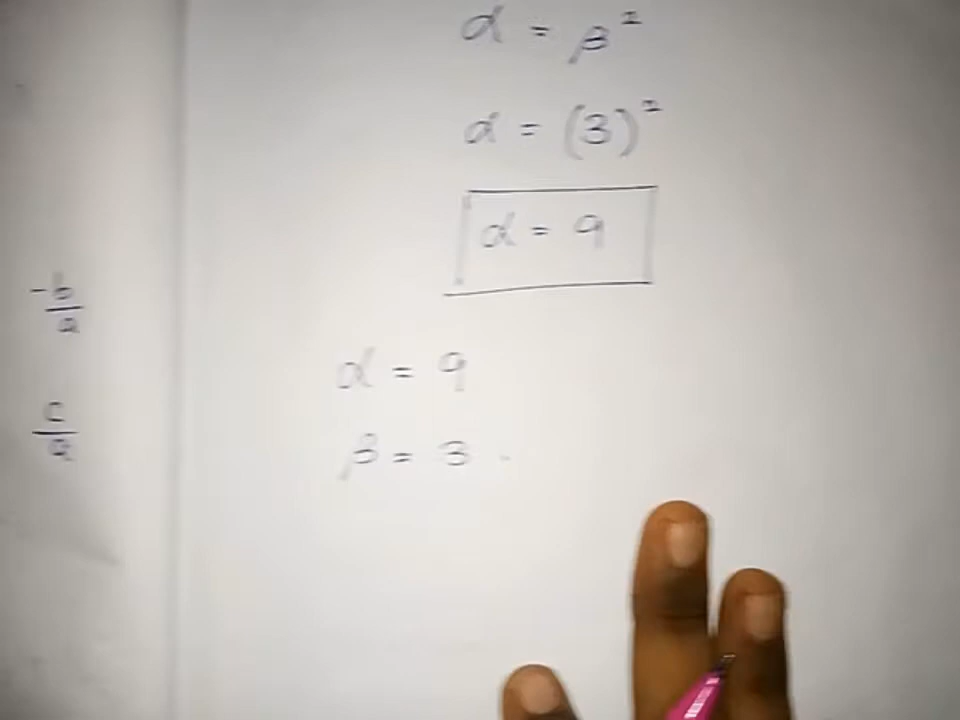 α = β²
α = (3)²
α = 9
-b/a
α = 9
c/a
β = 3 .